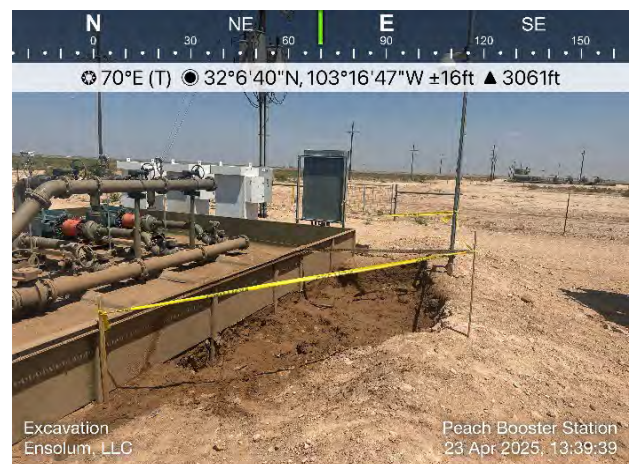 N NE E SE
0 30 60 90 120 150
70°E (T) 32°6'40"N, 103°16'47"W ±16ft ▲ 3061ft
Excavation
Ensolum, LLC
Peach Booster Station
23 Apr 2025, 13:39:39